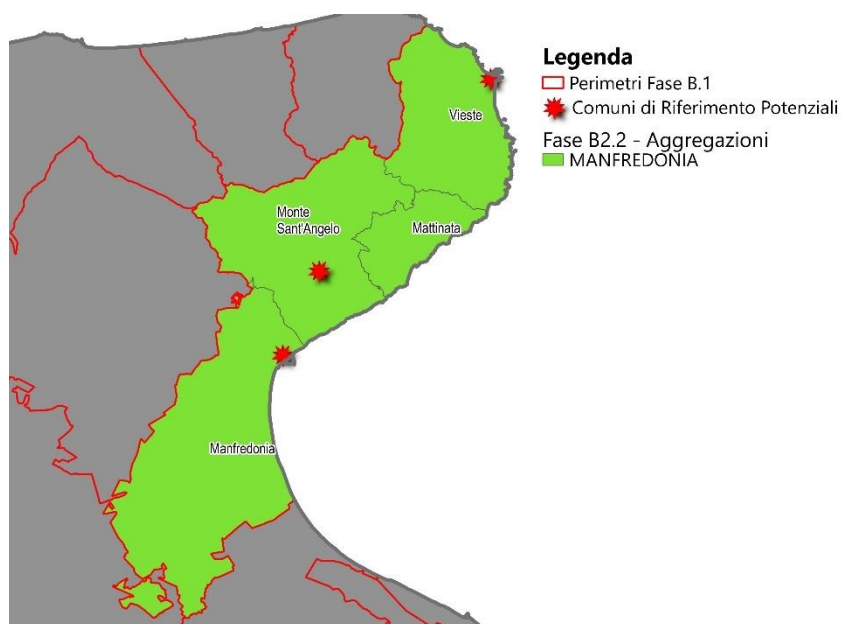 Legenda
Perimetri Fase B.1
Comuni di Riferimento Potenziali
Fase B2.2 - Aggregazioni
MANFREDONIA
Vieste
Monte
Sant'Angelo
Mattinata
Manfredonia